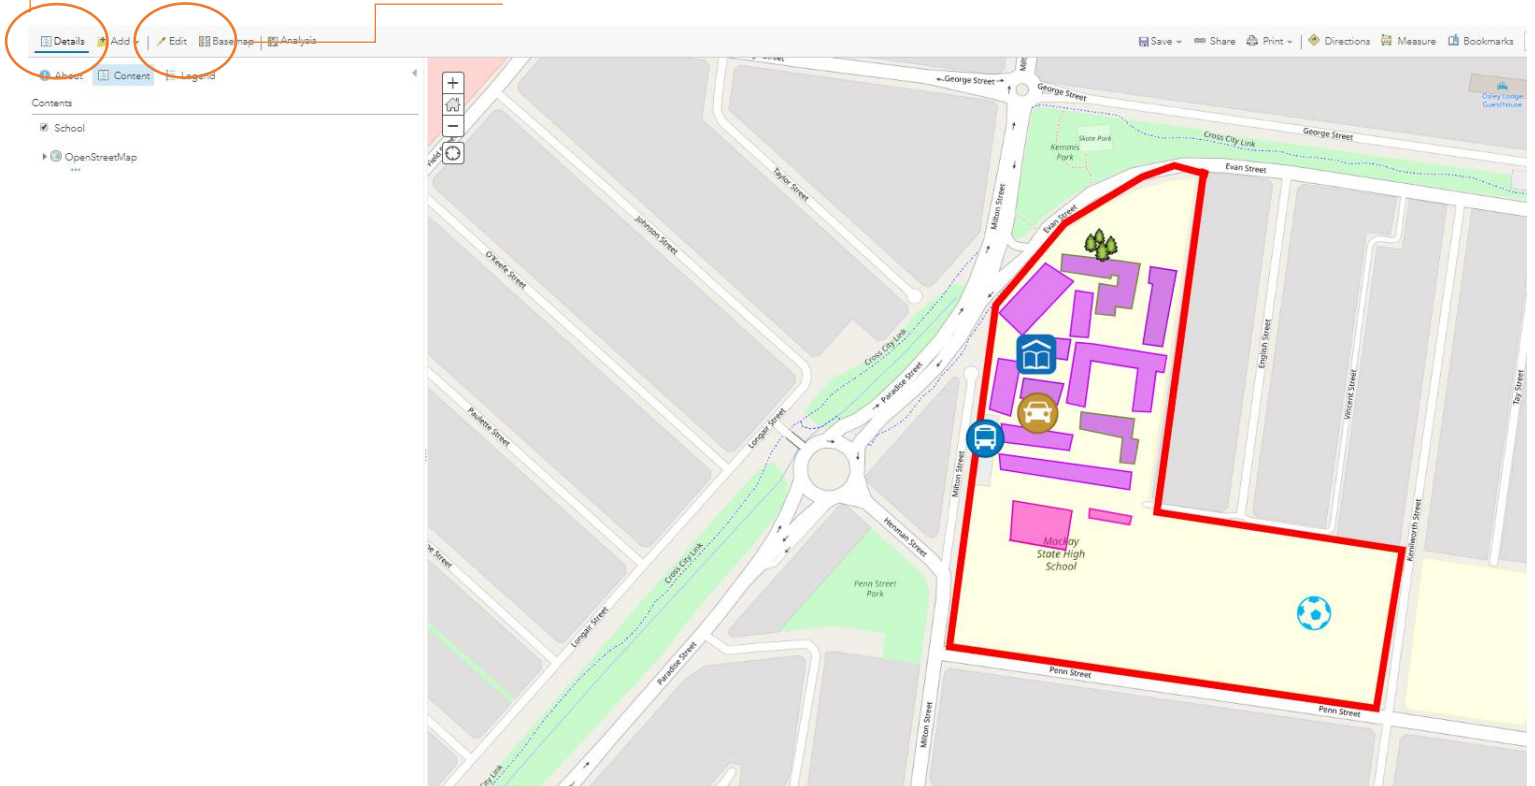 Details Add Edit Basemap Analysis Save Share Print Directions Measure Bookmarks
About Content Legend
Contents
School
OpenStreetMap
George Street
George Street
George Street
Oxley Lodge
Guesthouse
Skate Park
Kemmis
Park
Cross City Link
Evan Street
Evan Street
Taylor Street
Milton Street
Johnson Street
O'Keefe Street
Cross City Link
Paradise Street
English Street
Vincent Street
Tay Street
Paulette Street
Longair Street
Milton Street
Henman Street
Kenilworth Street
Mackay
State High
School
Cross City Link
Penn Street
Park
Longair Street
Paradise Street
Penn Street
Penn Street
Milton Street
City Link